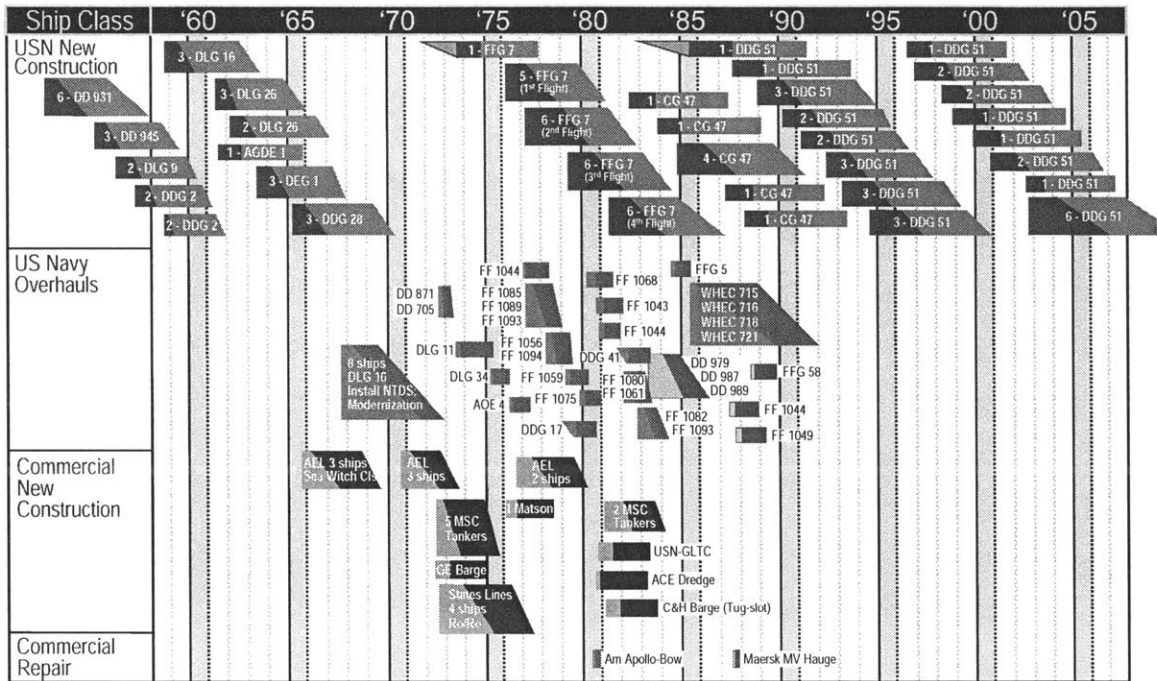 Ship Class '60 '65 '70 '75 '80 '85 '90 '95 '00 '05
USN New
Construction
3 - DLG 16
6 - DD 931
3 - DD 945
2 - DLG 9
2 - DDG 2
2 - DDG 2
3 - DLG 26
2 - DLG 26
1 - AGDE 1
3 - DEG 1
3 - DDG 28
1 - FFG 7
5 - FFG 7
(1st Flight)
6 - FFG 7
(2nd Flight)
6 - FFG 7
(3rd Flight)
6 - FFG 7
(4th Flight)
1 - CG 47
1 - CG 47
4 - CG 47
1 - CG 47
1 - CG 47
1 - DDG 51
1 - DDG 51
3 - DDG 51
2 - DDG 51
2 - DDG 51
3 - DDG 51
3 - DDG 51
3 - DDG 51
1 - DDG 51
2 - DDG 51
2 - DDG 51
1 - DDG 51
1 - DDG 51
2 - DDG 51
1 - DDG 51
6 - DDG 51
US Navy
Overhauls
8 ships
DLG 16
Install NTDS;
Modernization
DD 871
DD 705
DLG 11
DLG 34
AOE 4
FF 1044
FF 1085
FF 1089
FF 1093
FF 1056
FF 1094
FF 1059
FF 1075
DDG 17
FF 1068
FF 1043
FF 1044
DDG 41
FF 1080
FF 1061
FF 1082
FF 1093
FFG 5
DD 979
DD 987
DD 989
WHEC 715
WHEC 716
WHEC 718
WHEC 721
FFG 58
FF 1044
FF 1049
Commercial
New
Construction
AEL 3 ships
Sea Witch Cls
AEL
3 ships
AEL
2 ships
5 MSC
Tankers
1 Matson
GE Barge
States Lines
4 ships
Ro/Ro
2 MSC
Tankers
USN-GLTC
ACE Dredge
C&H Barge (Tug-slot)
Commercial
Repair
Am Apollo-Bow
Maersk MV Hauge